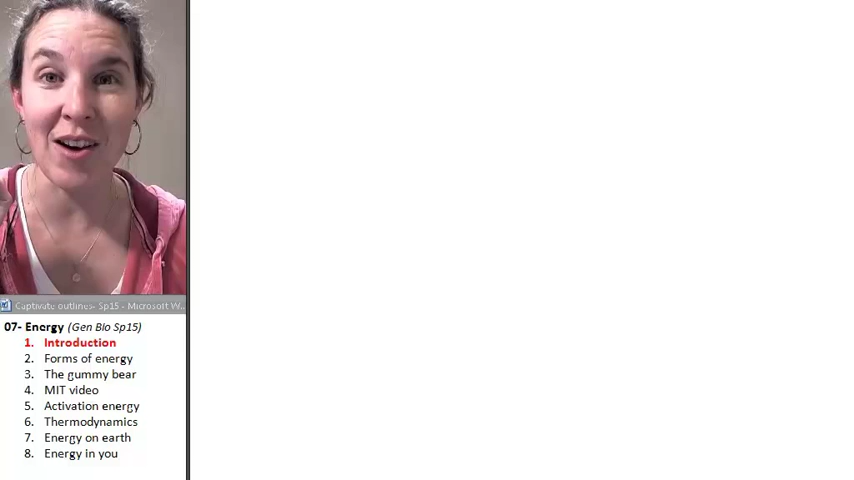 Captivate outlines- Sp15 - Microsoft W...
07- Energy (Gen Bio Sp15)
1. Introduction
2. Forms of energy
3. The gummy bear
4. MIT video
5. Activation energy
6. Thermodynamics
7. Energy on earth
8. Energy in you